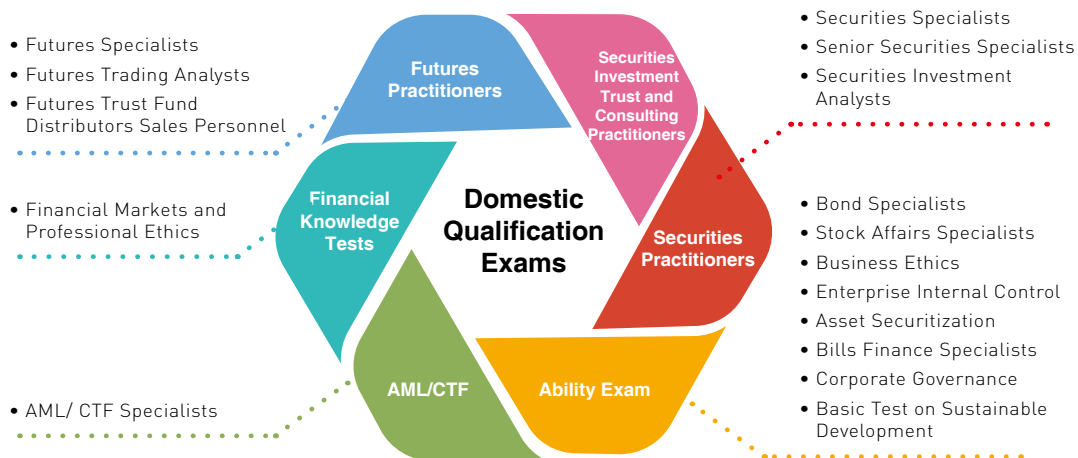 • Futures Specialists
• Futures Trading Analysts
• Futures Trust Fund
Distributors Sales Personnel
• Financial Markets and
Professional Ethics
• AML/ CTF Specialists
Futures
Practitioners
Securities
Investment
Trust and
Consulting
Practitioners
Financial
Knowledge
Tests
Domestic
Qualification
Exams
Securities
Practitioners
AML/CTF
Ability Exam
• Securities Specialists
• Senior Securities Specialists
• Securities Investment
Analysts
• Bond Specialists
• Stock Affairs Specialists
• Business Ethics
• Enterprise Internal Control
• Asset Securitization
• Bills Finance Specialists
• Corporate Governance
• Basic Test on Sustainable
Development